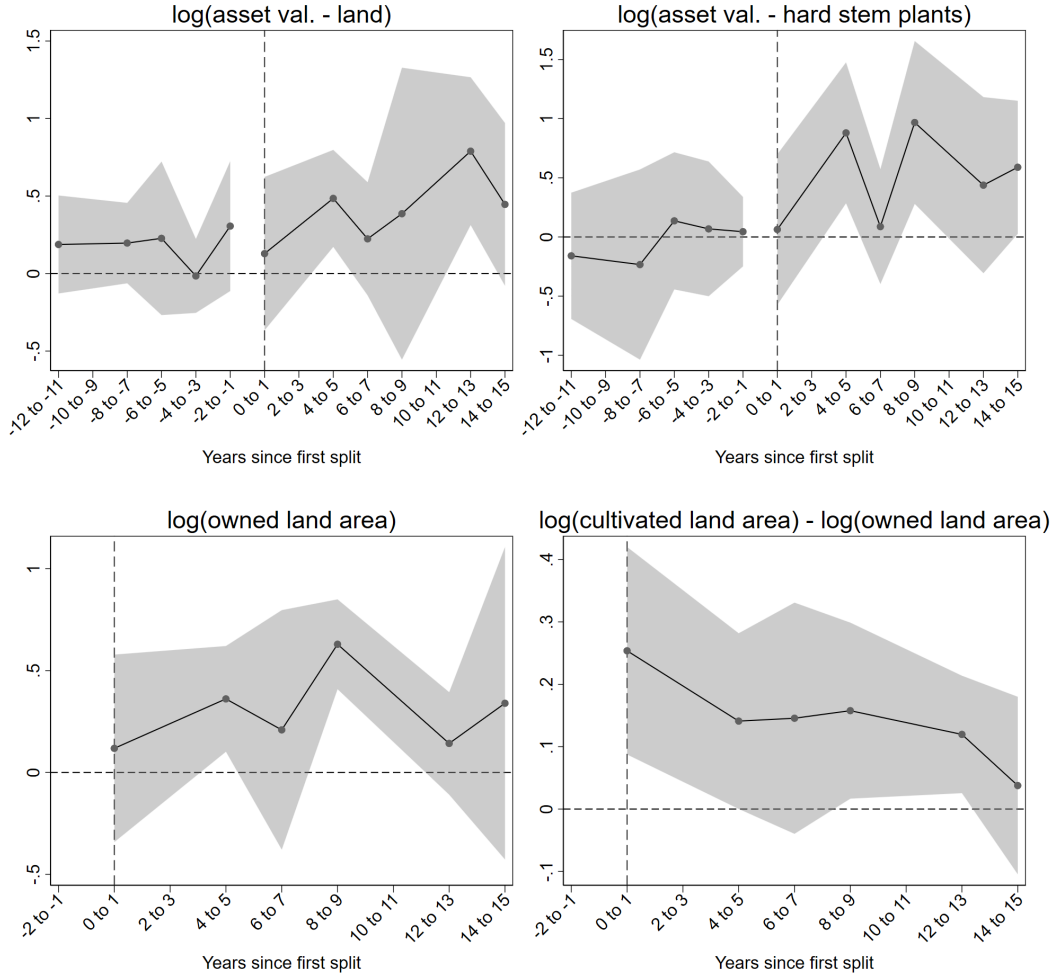 log(asset val. - land)
1.5
1
.5
0
-.5
-12 to -11
-10 to -9
-8 to -7
-6 to -5
-4 to -3
-2 to -1
0 to 1
2 to 3
4 to 5
6 to 7
8 to 9
10 to 11
12 to 13
14 to 15
Years since first split
log(asset val. - hard stem plants)
1.5
1
.5
0
-.5
-1
-12 to -11
-10 to -9
-8 to -7
-6 to -5
-4 to -3
-2 to -1
0 to 1
2 to 3
4 to 5
6 to 7
8 to 9
10 to 11
12 to 13
14 to 15
Years since first split
log(owned land area)
1
.5
0
-.5
-2 to -1
0 to 1
2 to 3
4 to 5
6 to 7
8 to 9
10 to 11
12 to 13
14 to 15
Years since first split
log(cultivated land area) - log(owned land area)
.4
.3
.2
.1
0
-.1
-2 to -1
0 to 1
2 to 3
4 to 5
6 to 7
8 to 9
10 to 11
12 to 13
14 to 15
Years since first split